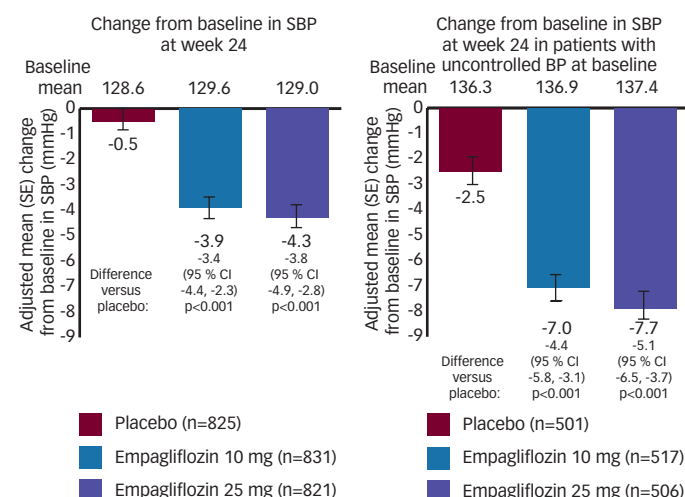 Change from baseline in SBP
at week 24
Baseline
mean
128.6
129.6
129.0
Adjusted mean (SE) change
from baseline in SBP (mmHg)
0
-1
-2
-3
-4
-5
-6
-7
-8
-9
-0.5
-3.9
-4.3
Difference
versus
placebo:
-3.4
(95 % CI
-4.4, -2.3)
p<0.001
-3.8
(95 % CI
-4.9, -2.8)
p<0.001
Placebo (n=825)
Empagliflozin 10 mg (n=831)
Empagliflozin 25 mg (n=821)
Change from baseline in SBP
at week 24 in patients with
uncontrolled BP at baseline
Baseline
mean
136.3
136.9
137.4
Adjusted mean (SE) change
from baseline in SBP (mmHg)
0
-1
-2
-3
-4
-5
-6
-7
-8
-9
-2.5
-7.0
-7.7
Difference
versus
placebo:
-4.4
(95 % CI
-5.8, -3.1)
p<0.001
-5.1
(95 % CI
-6.5, -3.7)
p<0.001
Placebo (n=501)
Empagliflozin 10 mg (n=517)
Empagliflozin 25 mg (n=506)